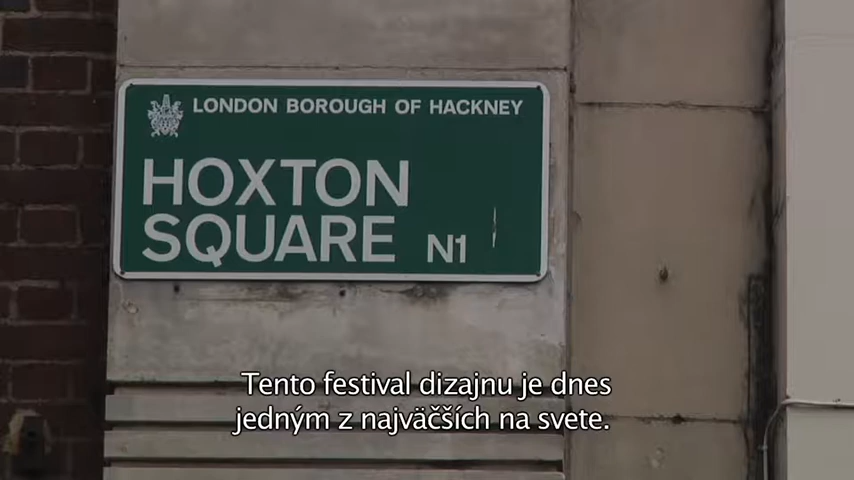 LONDON BOROUGH OF HACKNEY
HOXTON
SQUARE N1
Tento festival dizajnu je dnes
jedným z najväčších na svete.